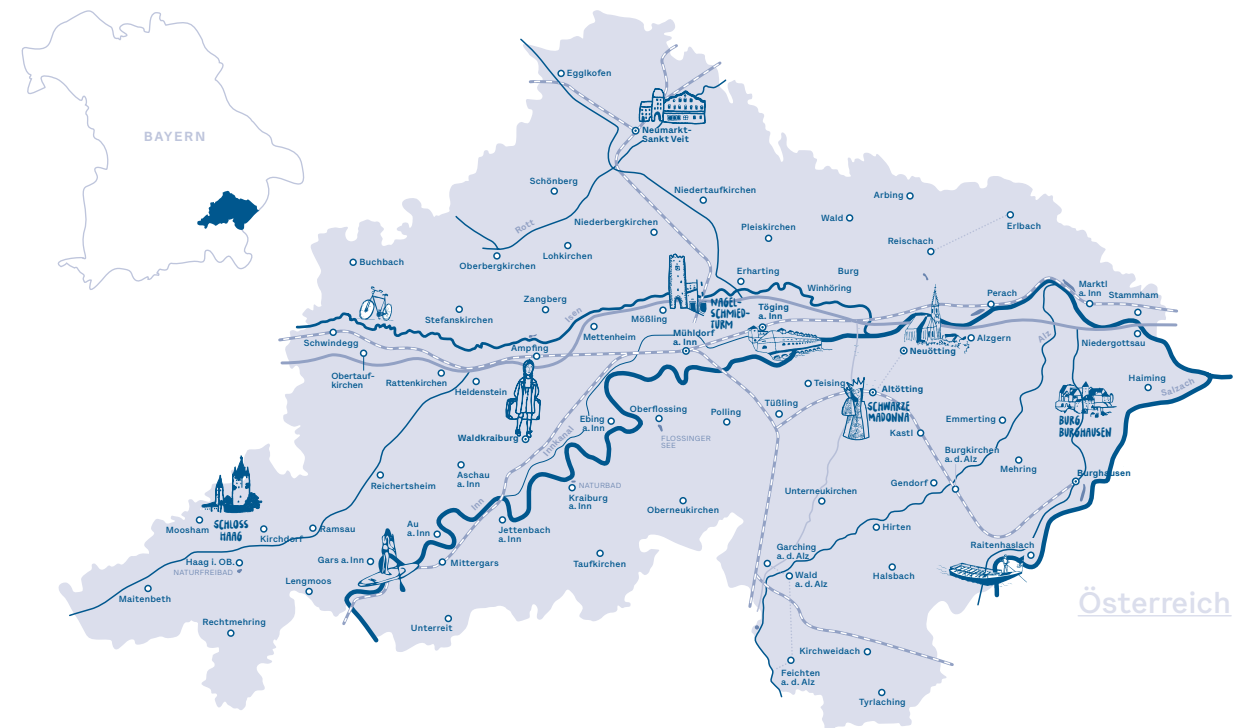 BAYERN
Egglkofen
Neumarkt-
Sankt Veit
Schönberg
Niedertaufkirchen
Arbing
Wald
Erlbach
Rott
Niederbergkirchen
Pleiskirchen
Reischach
Lohkirchen
Oberbergkirchen
Buchbach
Erharting
Burg
Winhöring
Perach
Marktl
a. Inn
Stammham
Zangberg
Stefanskirchen
Isen
Mößling
NAGEL-
SCHMIED-
TURM
Töging
a. Inn
Mettenheim
Mühldorf
a. Inn
Schwindegg
Ampfing
Neuötting
Alzgern
Alz
Niedergottsau
Obertauf-
kirchen
Rattenkirchen
Heldenstein
Teising
Altötting
Haiming
Salzach
SCHWARZE
MADONNA
Ebing
a. Inn
Oberflossing
Polling
Tüßling
Emmerting
BURG
BURGHAUSEN
Waldkraiburg
Innkanal
FLOSSINGER
SEE
Kastl
Burgkirchen
a. d. Alz
Mehring
Burghausen
Aschau
a. Inn
Reichertsheim
NATURBAD
Kraiburg
a. Inn
Gendorf
Unterneukirchen
Oberneukirchen
Inn
SCHLOSS
HAAG
Moosham
Kirchdorf
Ramsau
Au
a. Inn
Jettenbach
a. Inn
Hirten
Raitenhaslach
Garching
a. d. Alz
Haag i. OB.
NATURFREIBAD
Gars a. Inn
Mittergars
Taufkirchen
Wald
a. d. Alz
Halsbach
Lengmoos
Maitenbeth
Österreich
Rechtmehring
Unterreit
Kirchweidach
Feichten
a. d. Alz
Tyrlaching